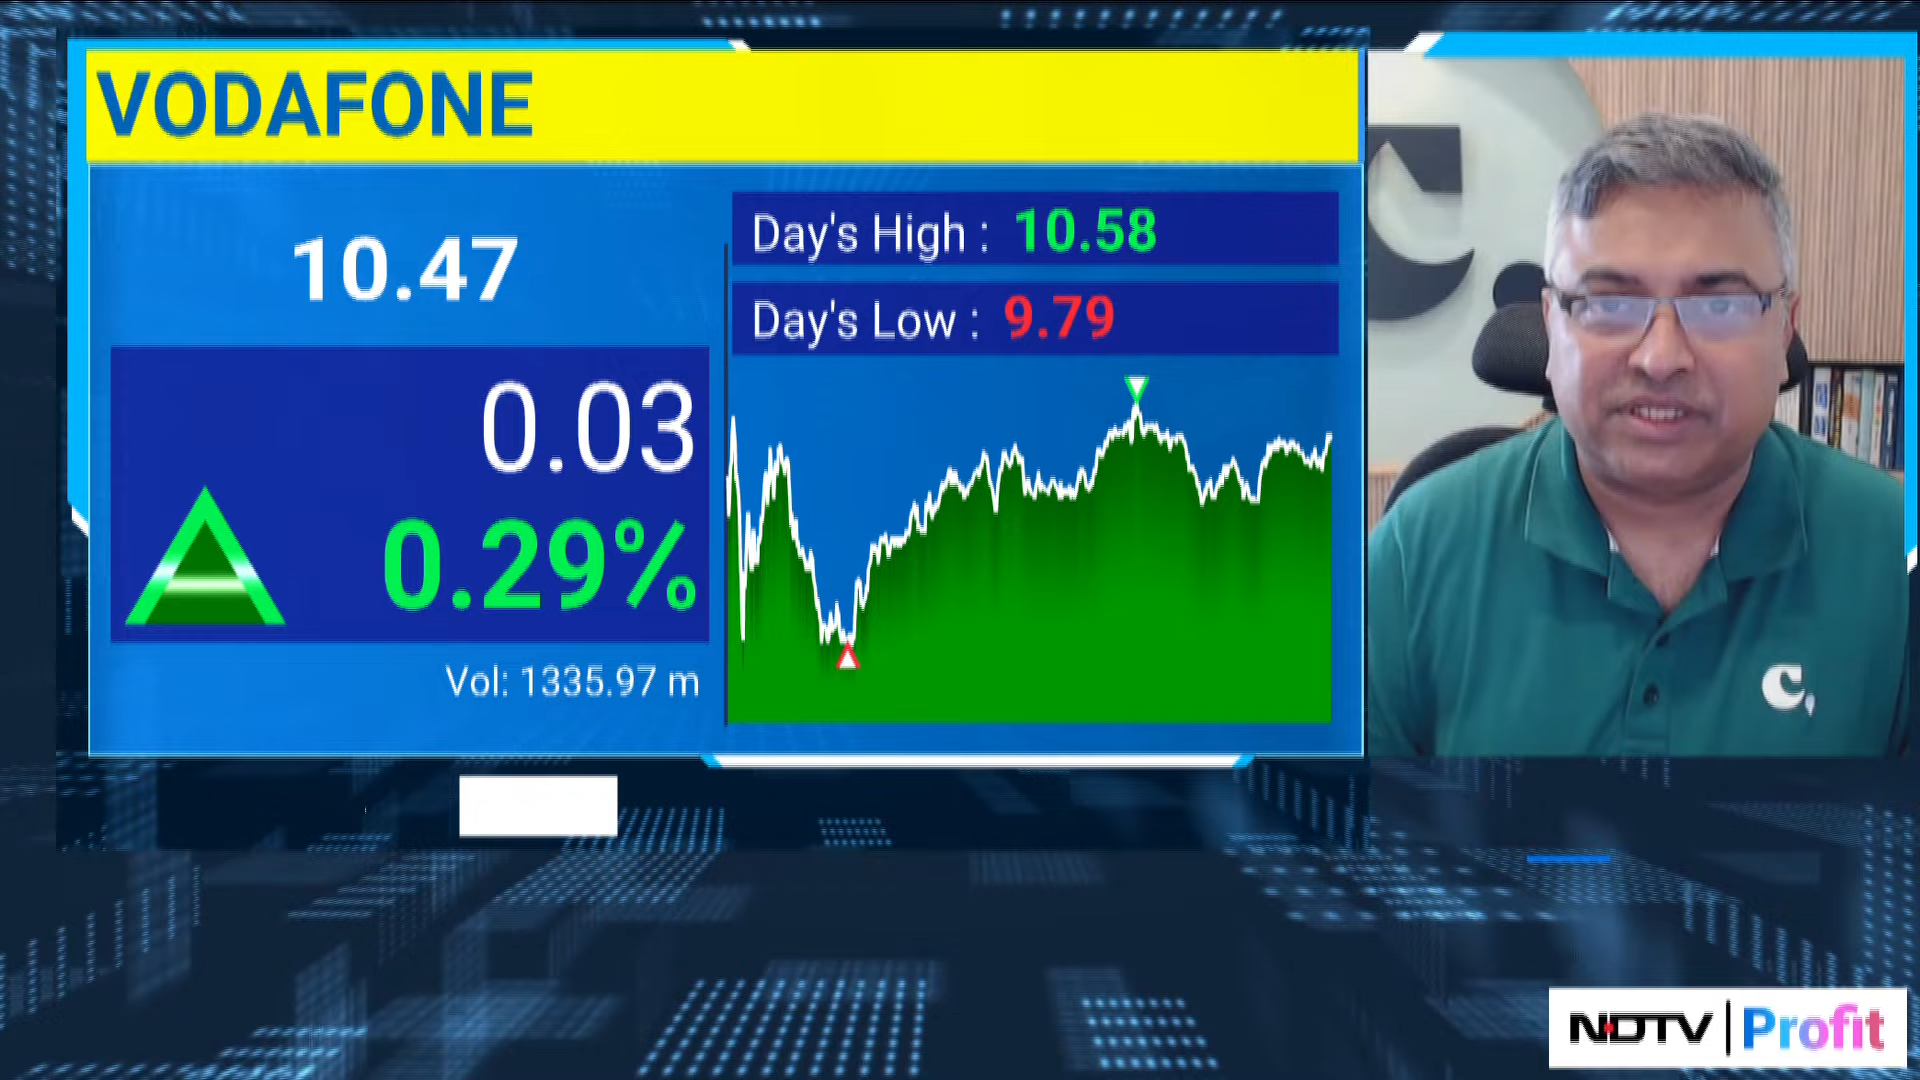 VODAFONE
10.47
0.03
0.29%
Vol: 1335.97 m
Day's High : 10.58
Day's Low : 9.79
C,
C,
NDTV | Profit